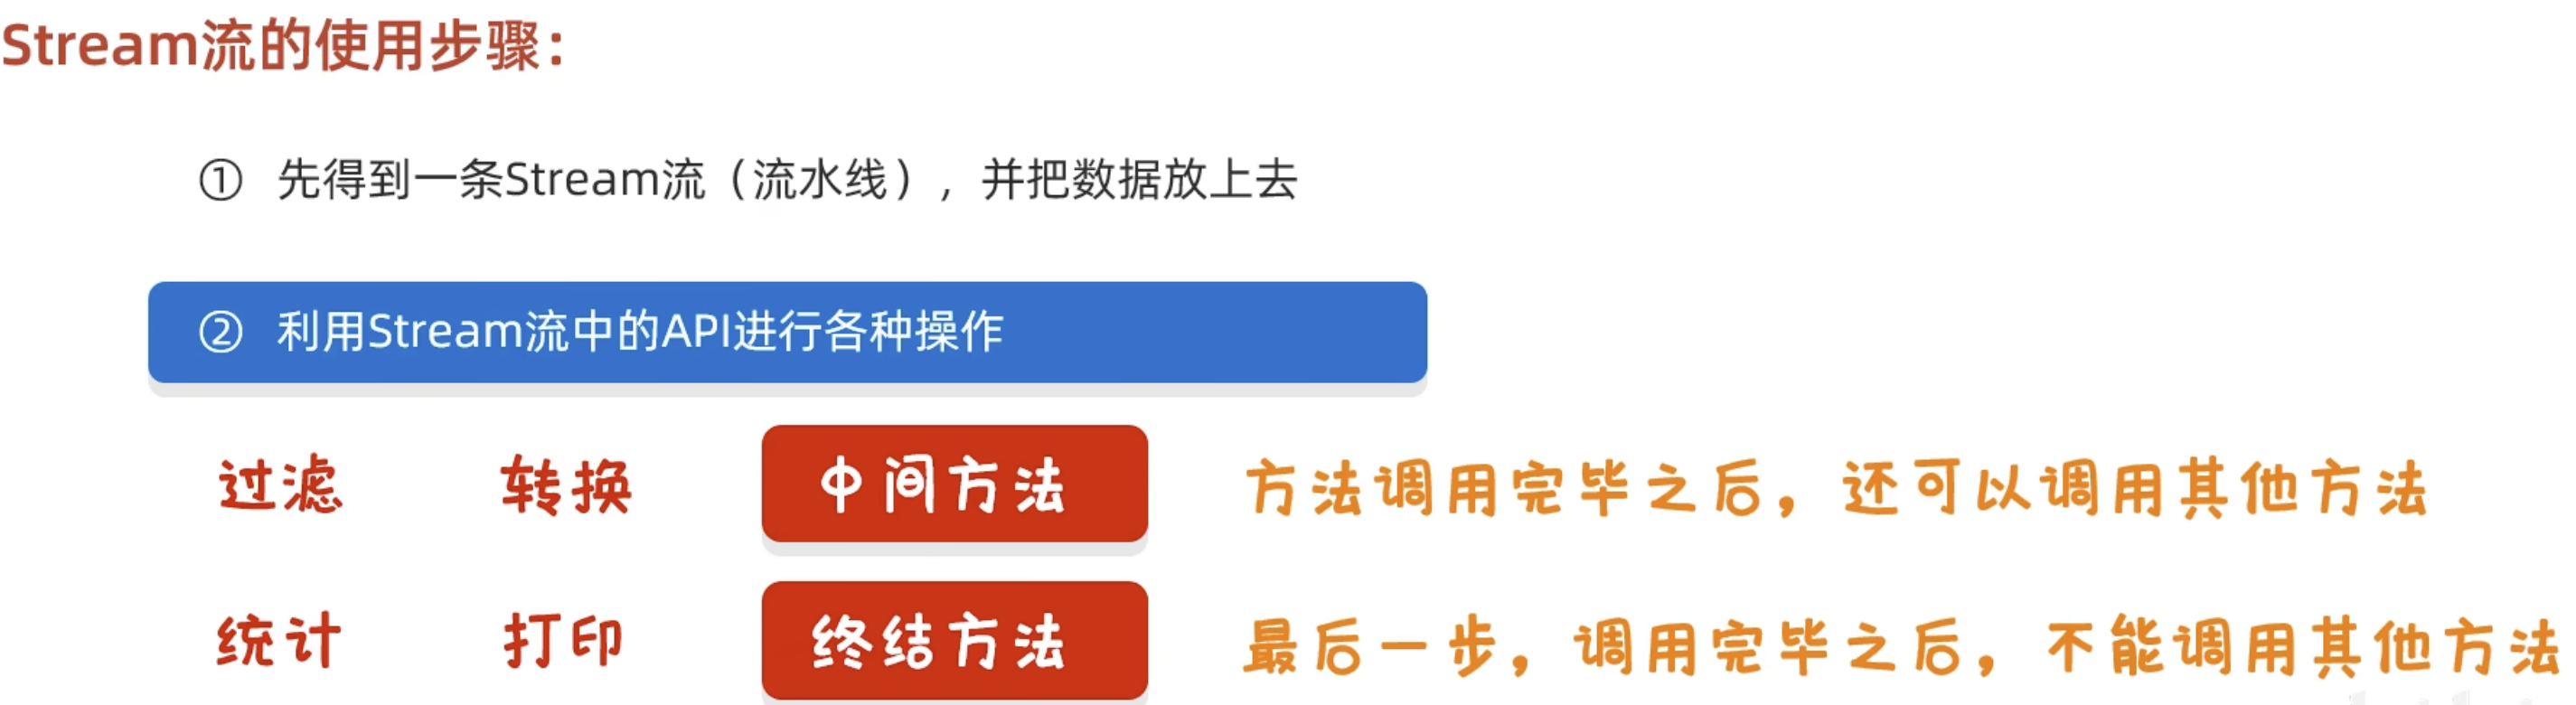 Stream流的使用步骤：
① 先得到一条Stream流（流水线），并把数据放上去
② 利用Stream流中的API进行各种操作
过滤 转换 中间方法 方法调用完毕之后，还可以调用其他方法
统计 打印 终结方法 最后一步，调用完毕之后，不能调用其他方法